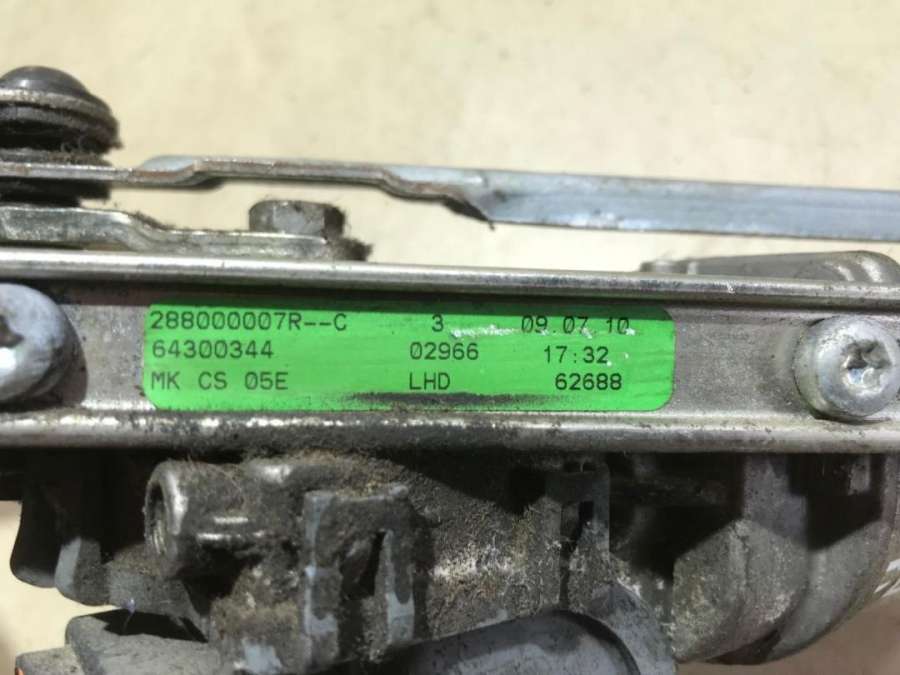 288000007R--C 3 09.07.10
64300344 02966 17:32
MK CS 05E LHD 62688